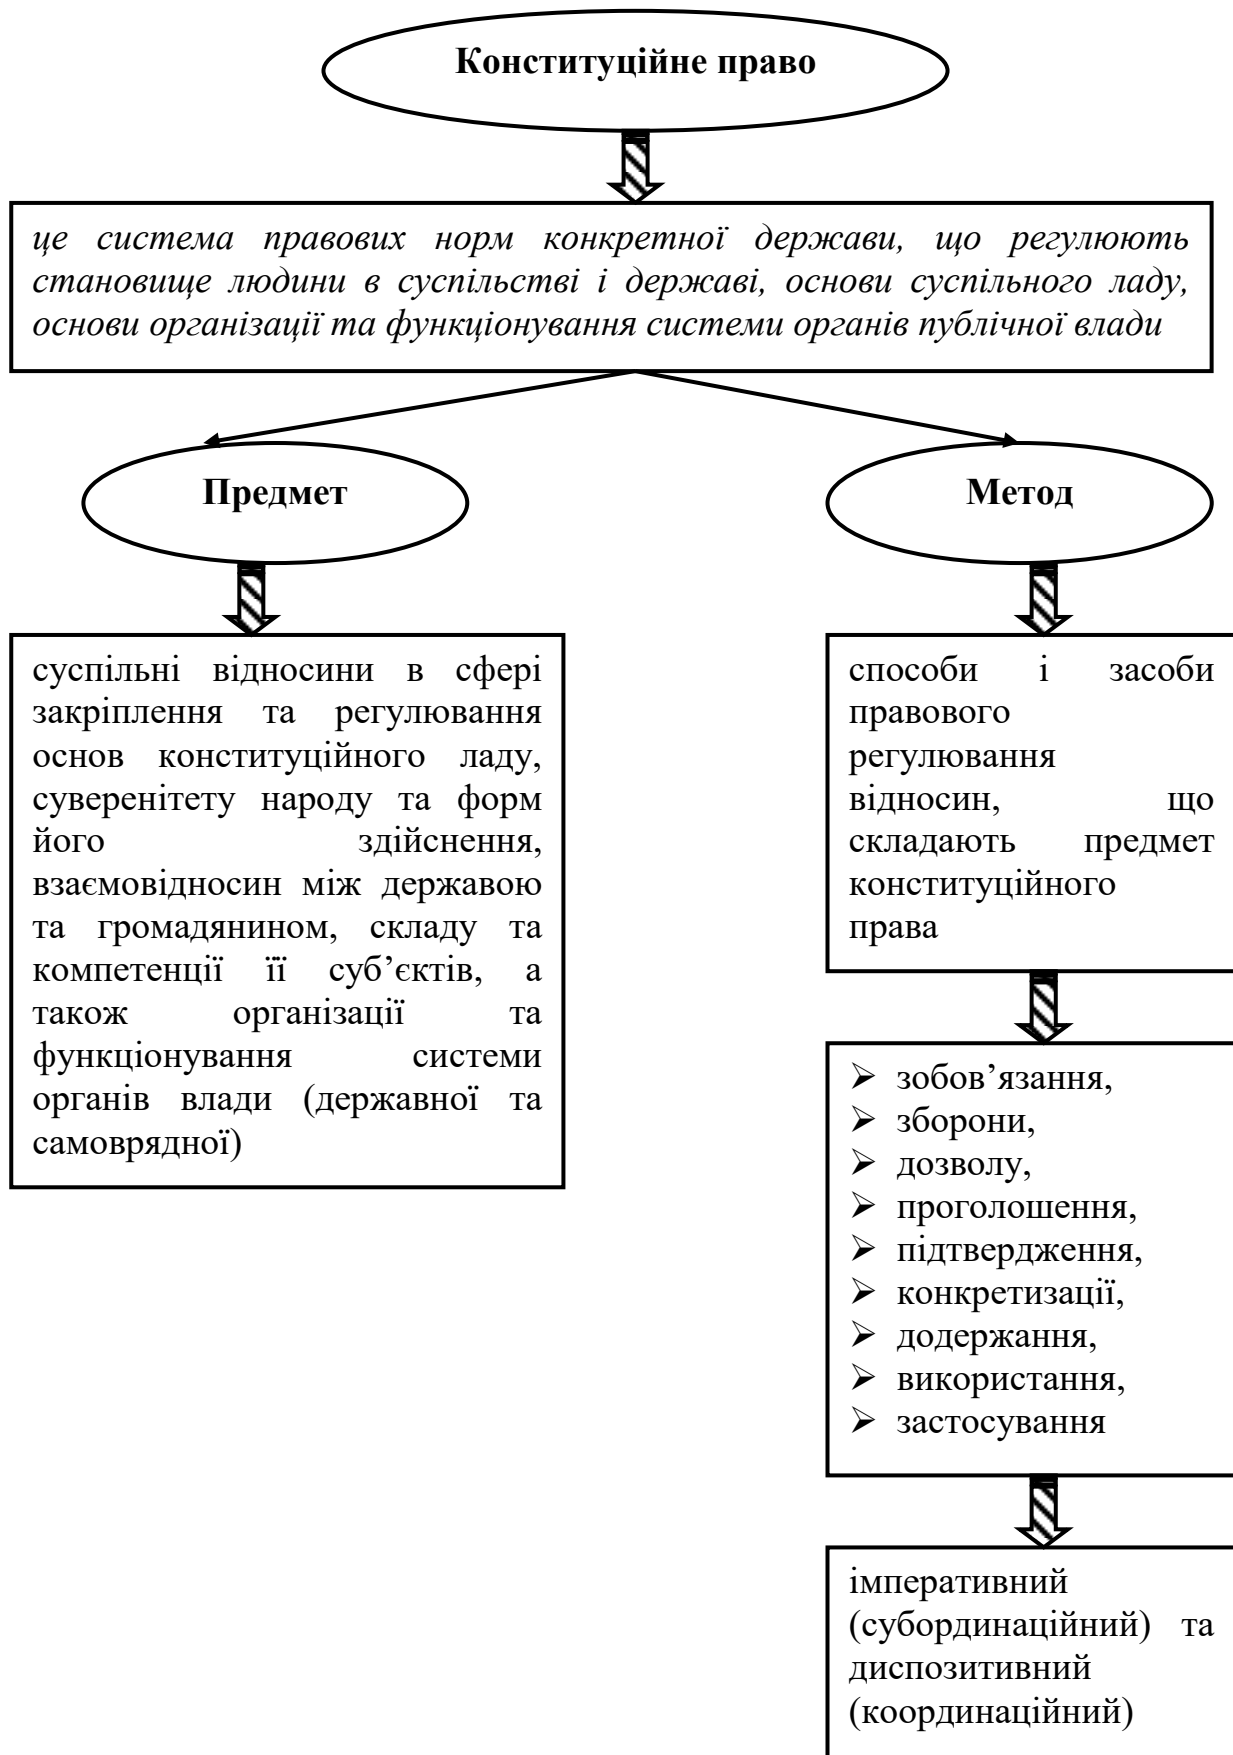 Конституційне право
це система правових норм конкретної держави, що регулюють
становище людини в суспільстві і державі, основи суспільного ладу,
основи організації та функціонування системи органів публічної влади
Предмет
Метод
суспільні відносини в сфері
закріплення та регулювання
основ конституційного ладу,
суверенітету народу та форм
його здійснення,
взаємовідносин між державою
та громадянином, складу та
компетенції її суб’єктів, а
також організації та
функціонування системи
органів влади (державної та
самоврядної)
способи і засоби
правового
регулювання
відносин, що
складають предмет
конституційного
права
➢ зобов’язання,
➢ зборони,
➢ дозволу,
➢ проголошення,
➢ підтвердження,
➢ конкретизації,
➢ додержання,
➢ використання,
➢ застосування
імперативний
(субординаційний) та
диспозитивний
(координаційний)